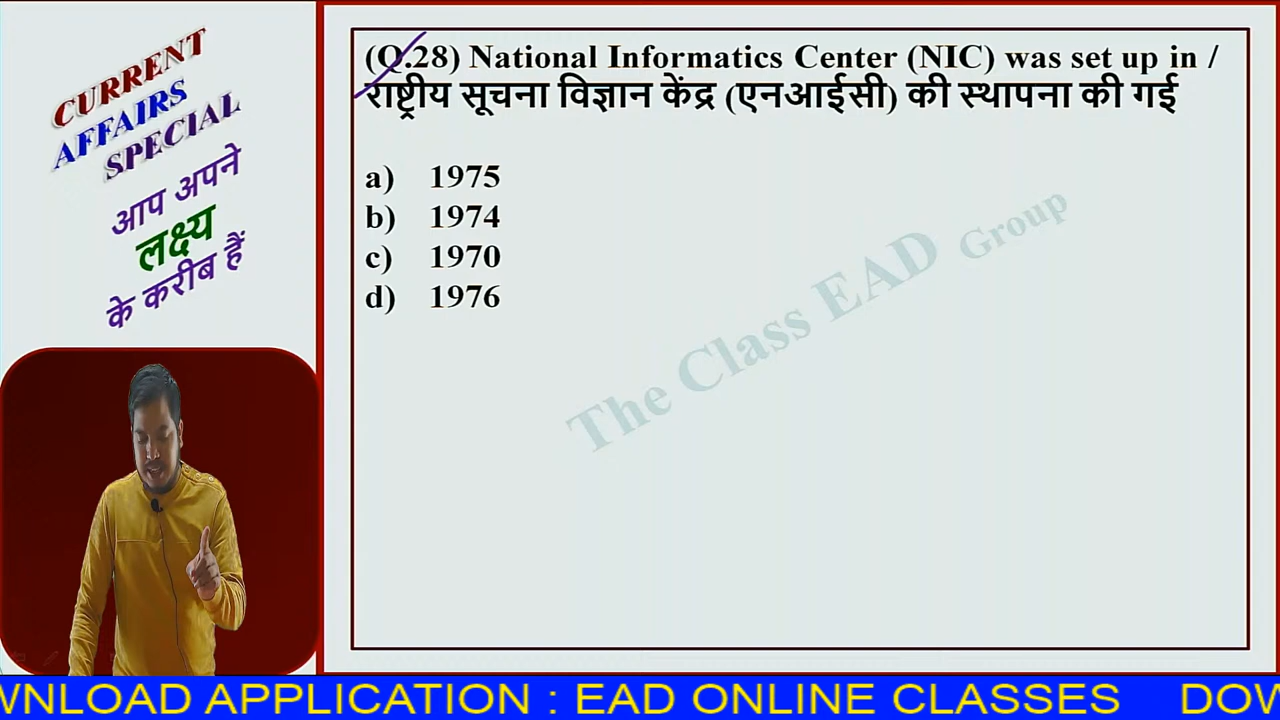 CURRENT
AFFAIRS
SPECIAL
आप अपने
लक्ष्य
के करीब हैं
(Q.28) National Informatics Center (NIC) was set up in /
राष्ट्रीय सूचना विज्ञान केंद्र (एनआईसी) की स्थापना की गई
a) 1975
b) 1974
c) 1970
d) 1976
The Class EAD Group
WNLOAD APPLICATION : EAD ONLINE CLASSES DOW